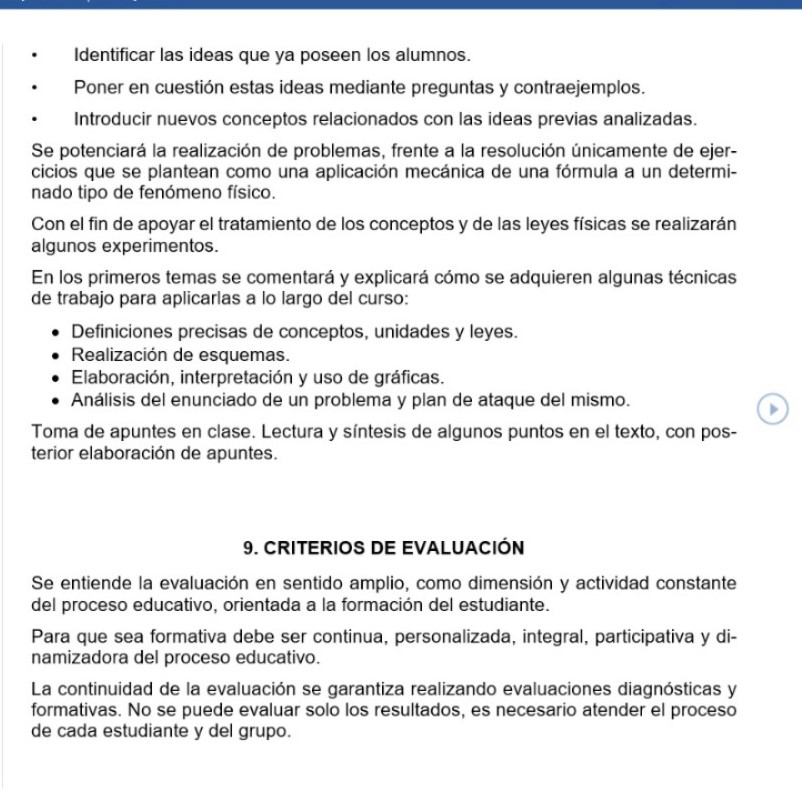 • Identificar las ideas que ya poseen los alumnos.
• Poner en cuestión estas ideas mediante preguntas y contraejemplos.
• Introducir nuevos conceptos relacionados con las ideas previas analizadas.
Se potenciará la realización de problemas, frente a la resolución únicamente de ejer-
cicios que se plantean como una aplicación mecánica de una fórmula a un determi-
nado tipo de fenómeno físico.
Con el fin de apoyar el tratamiento de los conceptos y de las leyes físicas se realizarán
algunos experimentos.
En los primeros temas se comentará y explicará cómo se adquieren algunas técnicas
de trabajo para aplicarlas a lo largo del curso:
• Definiciones precisas de conceptos, unidades y leyes.
• Realización de esquemas.
• Elaboración, interpretación y uso de gráficas.
• Análisis del enunciado de un problema y plan de ataque del mismo.
Toma de apuntes en clase. Lectura y síntesis de algunos puntos en el texto, con pos-
terior elaboración de apuntes.
9. CRITERIOS DE EVALUACIÓN
Se entiende la evaluación en sentido amplio, como dimensión y actividad constante
del proceso educativo, orientada a la formación del estudiante.
Para que sea formativa debe ser continua, personalizada, integral, participativa y di-
namizadora del proceso educativo.
La continuidad de la evaluación se garantiza realizando evaluaciones diagnósticas y
formativas. No se puede evaluar solo los resultados, es necesario atender el proceso
de cada estudiante y del grupo.